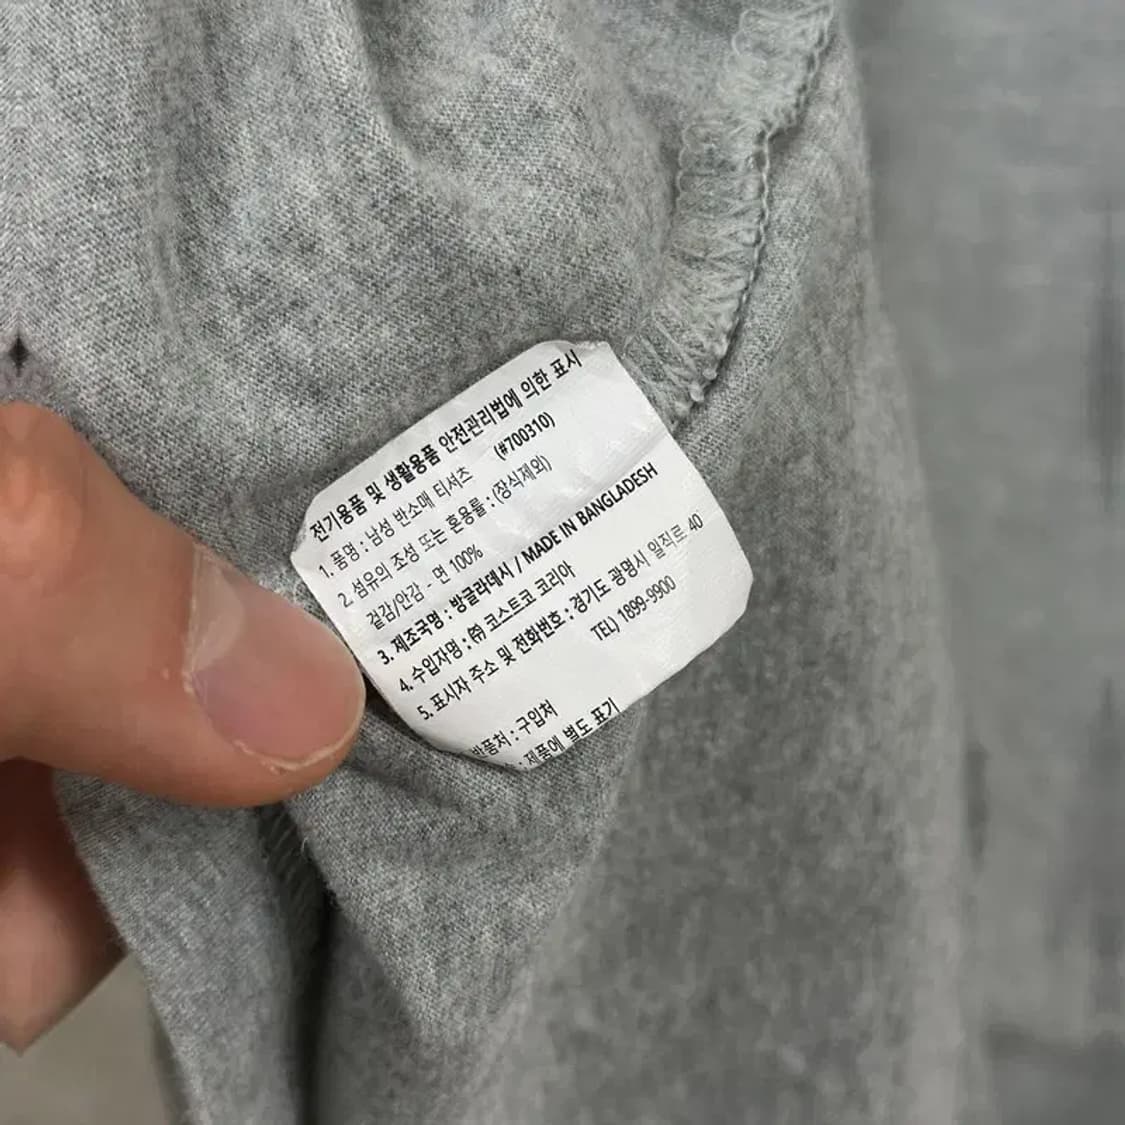 전기용품 및 생활용품 안전관리법에 의한 표시
1. 품명 : 남성 반소매 티셔츠 (#700310)
2 섬유의 조성 또는 혼용률 : (장식제외)
겉감/안감 - 면 100%
3. 제조국명 : 방글라데시 / MADE IN BANGLADESH
4. 수입자명 : ㈜ 코스트코 코리아
5. 표시자 주소 및 전화번호 : 경기도 광명시 일직로 40
TEL) 1899-9900
반품처 : 구입처
: 제품에 별도 표기